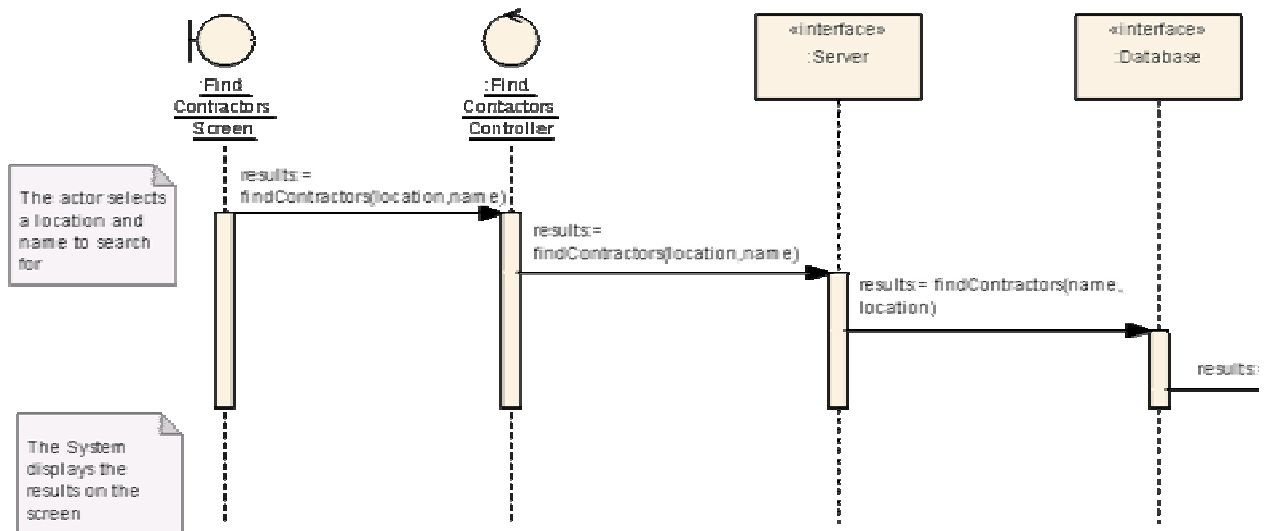 :Find
Contractors
Screen
:Find
Contactors
Controller
«interface»
:Server
«interface»
:Database
The actor selects
a location and
name to search
for
results:=
findContractors(location,name)
results:=
findContractors(location,name)
results:= findContractors(name,
location)
results:
The System
displays the
results on the
screen